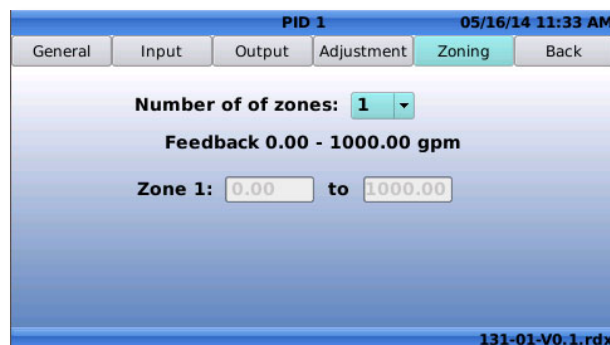 PID 1 05/16/14 11:33 AM
General Input Output Adjustment Zoning Back
Number of of zones: 1
Feedback 0.00 - 1000.00 gpm
Zone 1: 0.00 to 1000.00
131-01-V0.1.rdx